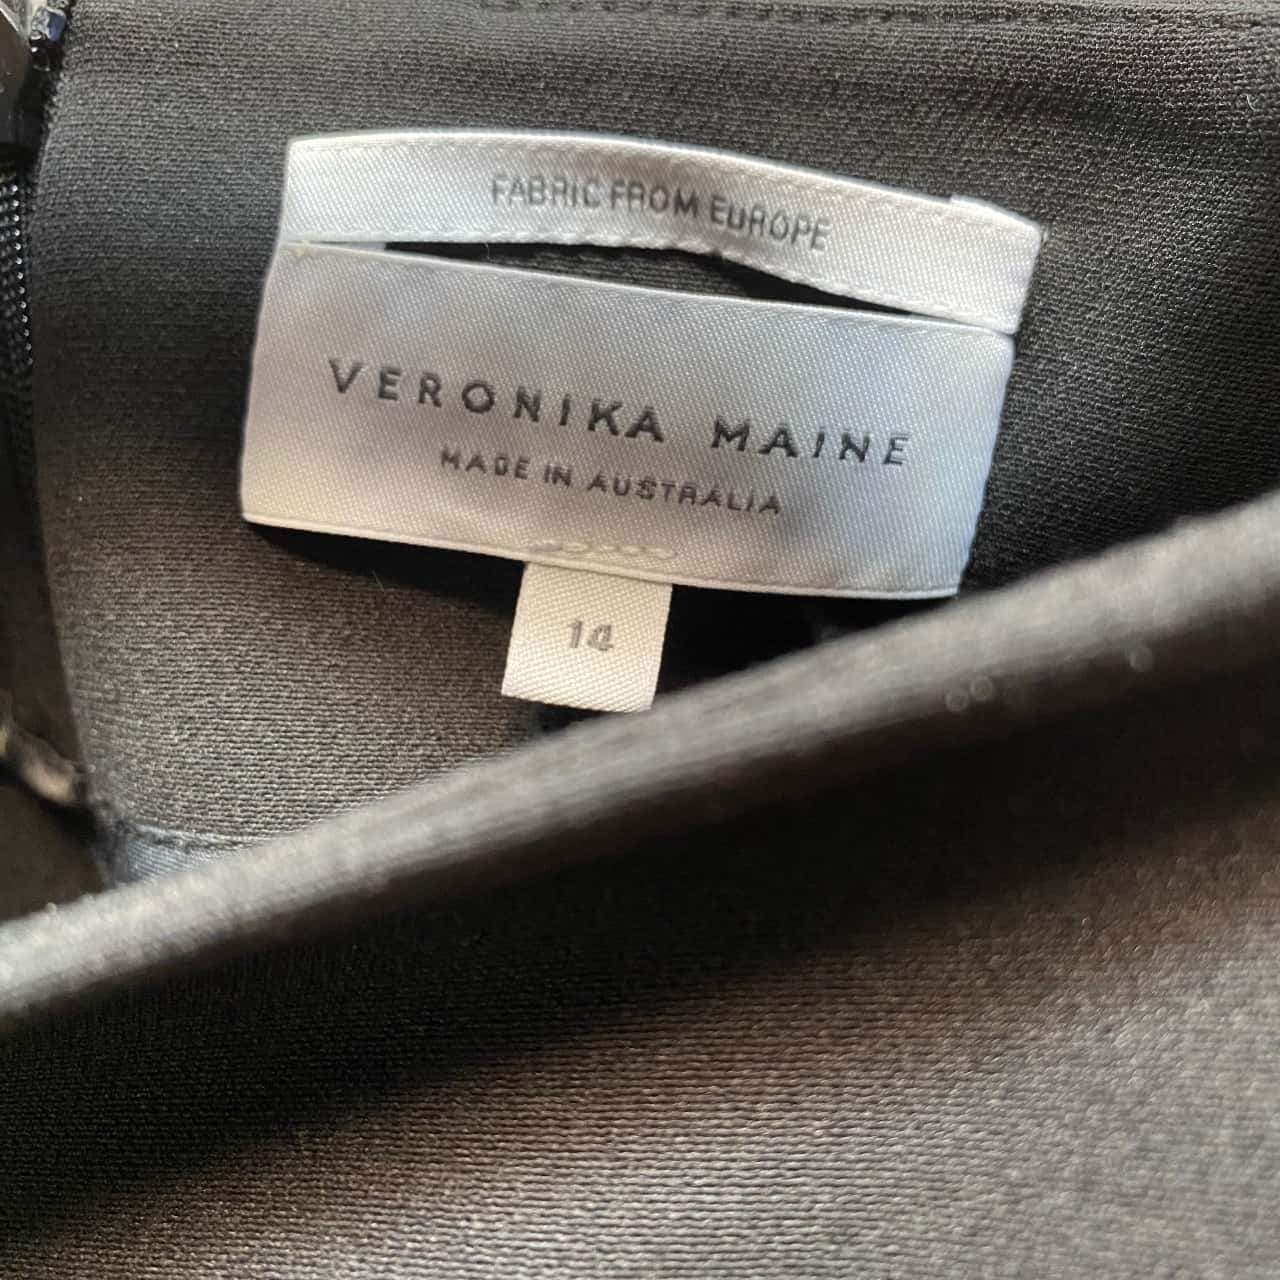 FABRIC FROM EUROPE
VERONIKA MAINE
MADE IN AUSTRALIA
14